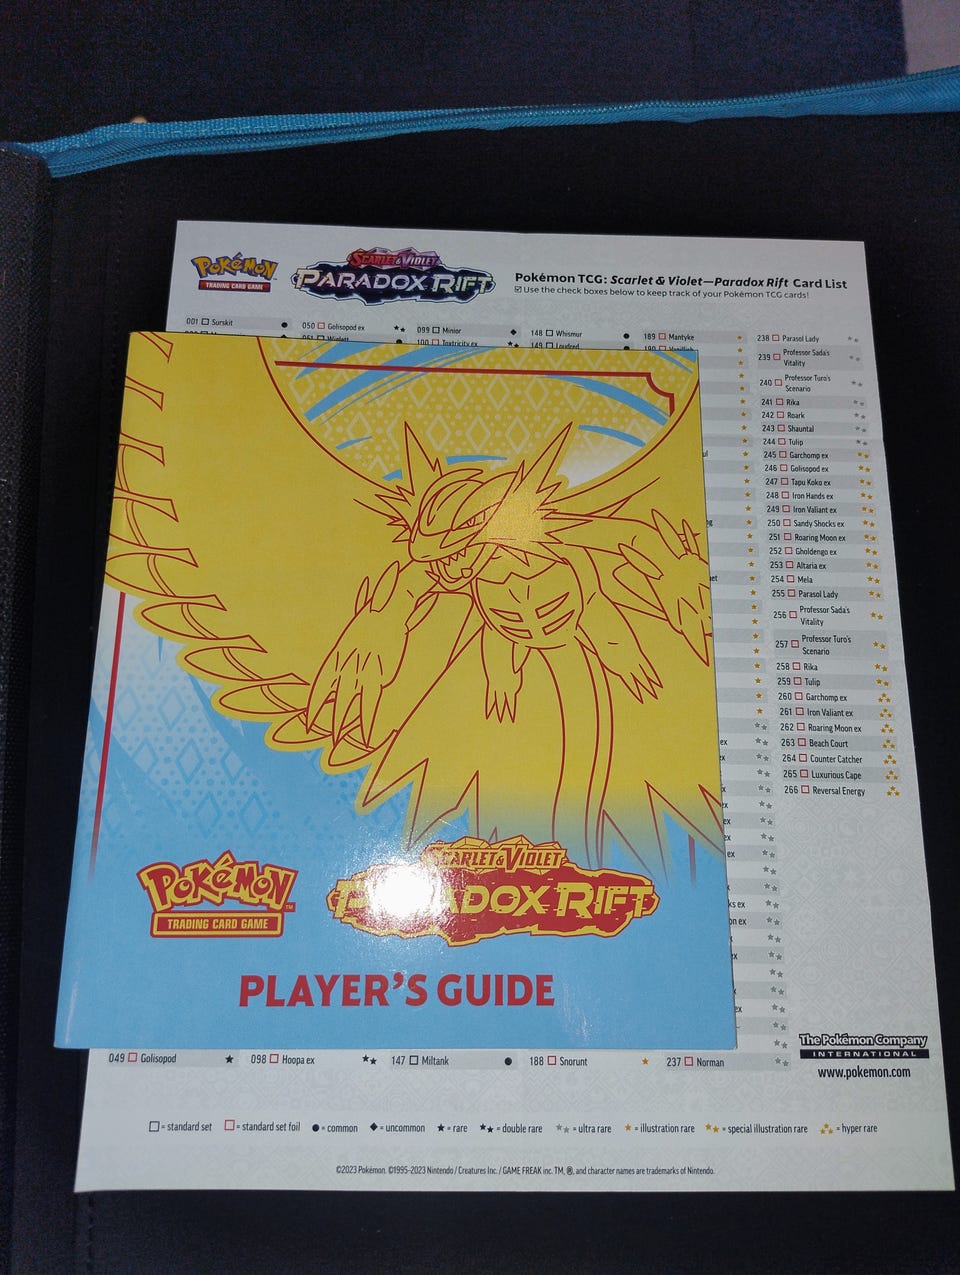 Pokémon
TRADING CARD GAME
SCARLET & VIOLET
PARADOX RIFT
Pokémon TCG: Scarlet & Violet—Paradox Rift Card List
Use the check boxes below to keep track of your Pokémon TCG cards!
001 Surskit
050 Golisopod ex
099 Minior
100 Toxtricity ex
148 Whismur
149 Loudred
189 Mantyke
238 Parasol Lady
239 Professor Sada's
Vitality
240 Professor Turo's
Scenario
241 Rika
242 Roark
243 Shauntal
244 Tulip
245 Garchomp ex
246 Golisopod ex
247 Tapu Koko ex
248 Iron Hands ex
249 Iron Valiant ex
250 Sandy Shocks ex
251 Roaring Moon ex
252 Gholdengo ex
253 Altaria ex
254 Mela
255 Parasol Lady
256 Professor Sada's
Vitality
257 Professor Turo's
Scenario
258 Rika
259 Tulip
260 Garchomp ex
261 Iron Valiant ex
262 Roaring Moon ex
263 Beach Court
264 Counter Catcher
265 Luxurious Cape
266 Reversal Energy
Pokémon™
TRADING CARD GAME
SCARLET & VIOLET
PARADOX RIFT
PLAYER'S GUIDE
049 Golisopod
098 Hoopa ex
147 Miltank
188 Snorunt
237 Norman
The Pokémon Company
INTERNATIONAL
www.pokemon.com
= standard set = standard set foil = common = uncommon = rare = double rare = ultra rare = illustration rare = special illustration rare = hyper rare
©2023 Pokémon. ©1995-2023 Nintendo / Creatures Inc. / GAME FREAK inc. TM, ®, and character names are trademarks of Nintendo.